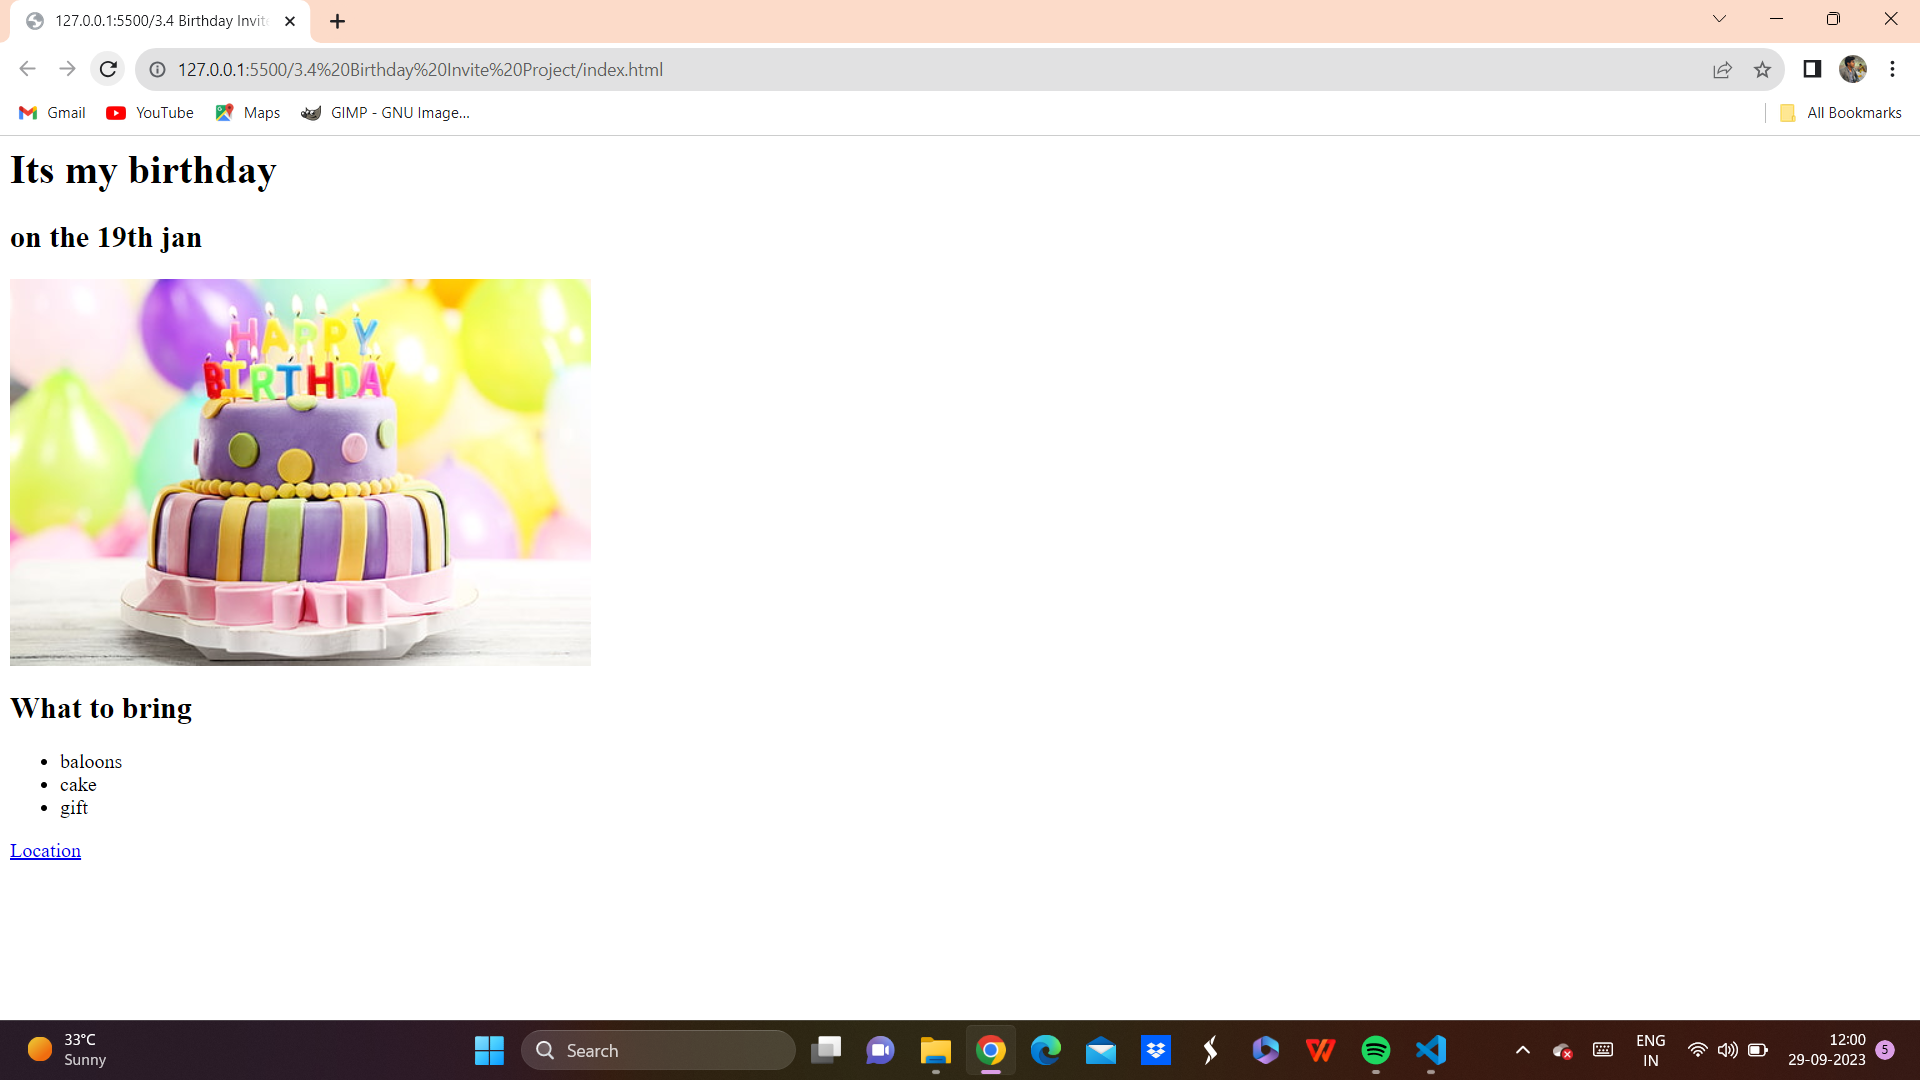 127.0.0.1:5500/3.4 Birthday Invit
127.0.0.1:5500/3.4%20Birthday%20Invite%20Project/index.html
Gmail YouTube Maps GIMP - GNU Image... All Bookmarks
Its my birthday
on the 19th jan
HAPPY
BIRTHDAY
What to bring
baloons
cake
gift
Location
33°C
Sunny
Search
ENG
IN
12:00
29-09-2023
5